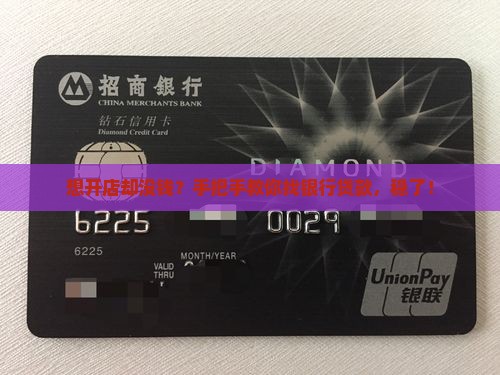 招商銀行
CHINA MERCHANTS BANK
钻石信用卡
Diamond Credit Card
DIAMOND
想开店却没钱?手把手教你找银行贷款,稳了!
6225 0029
6225
MONTH/YEAR
VALID
THRU
UnionPay
银联